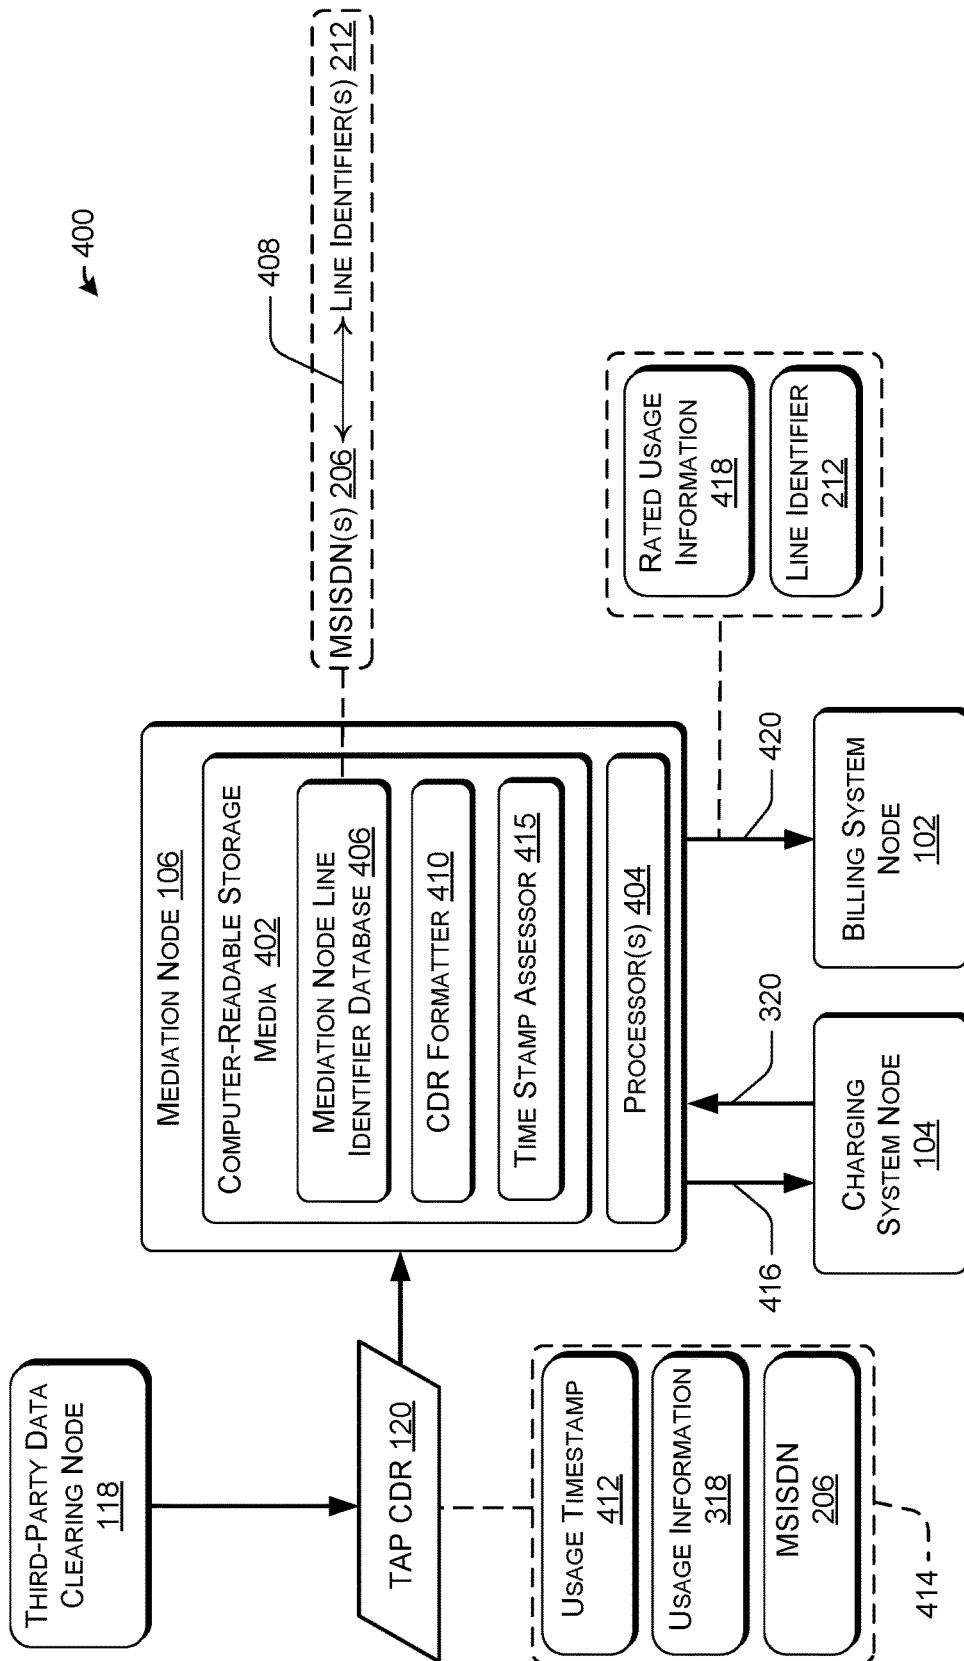 400
THIRD-PARTY DATA
CLEARING NODE
118
TAP CDR 120
USAGE TIMESTAMP
412
USAGE INFORMATION
318
MSISDN
206
414
MEDIATION NODE 106
COMPUTER-READABLE STORAGE
MEDIA 402
MEDIATION NODE LINE
IDENTIFIER DATABASE 406
CDR FORMATTER 410
TIME STAMP ASSESSOR 415
PROCESSOR(S) 404
408
MSISDN(S) 206
LINE IDENTIFIER(S) 212
416
320
420
CHARGING
SYSTEM NODE
104
BILLING SYSTEM
NODE
102
RATED USAGE
INFORMATION
418
LINE IDENTIFIER
212